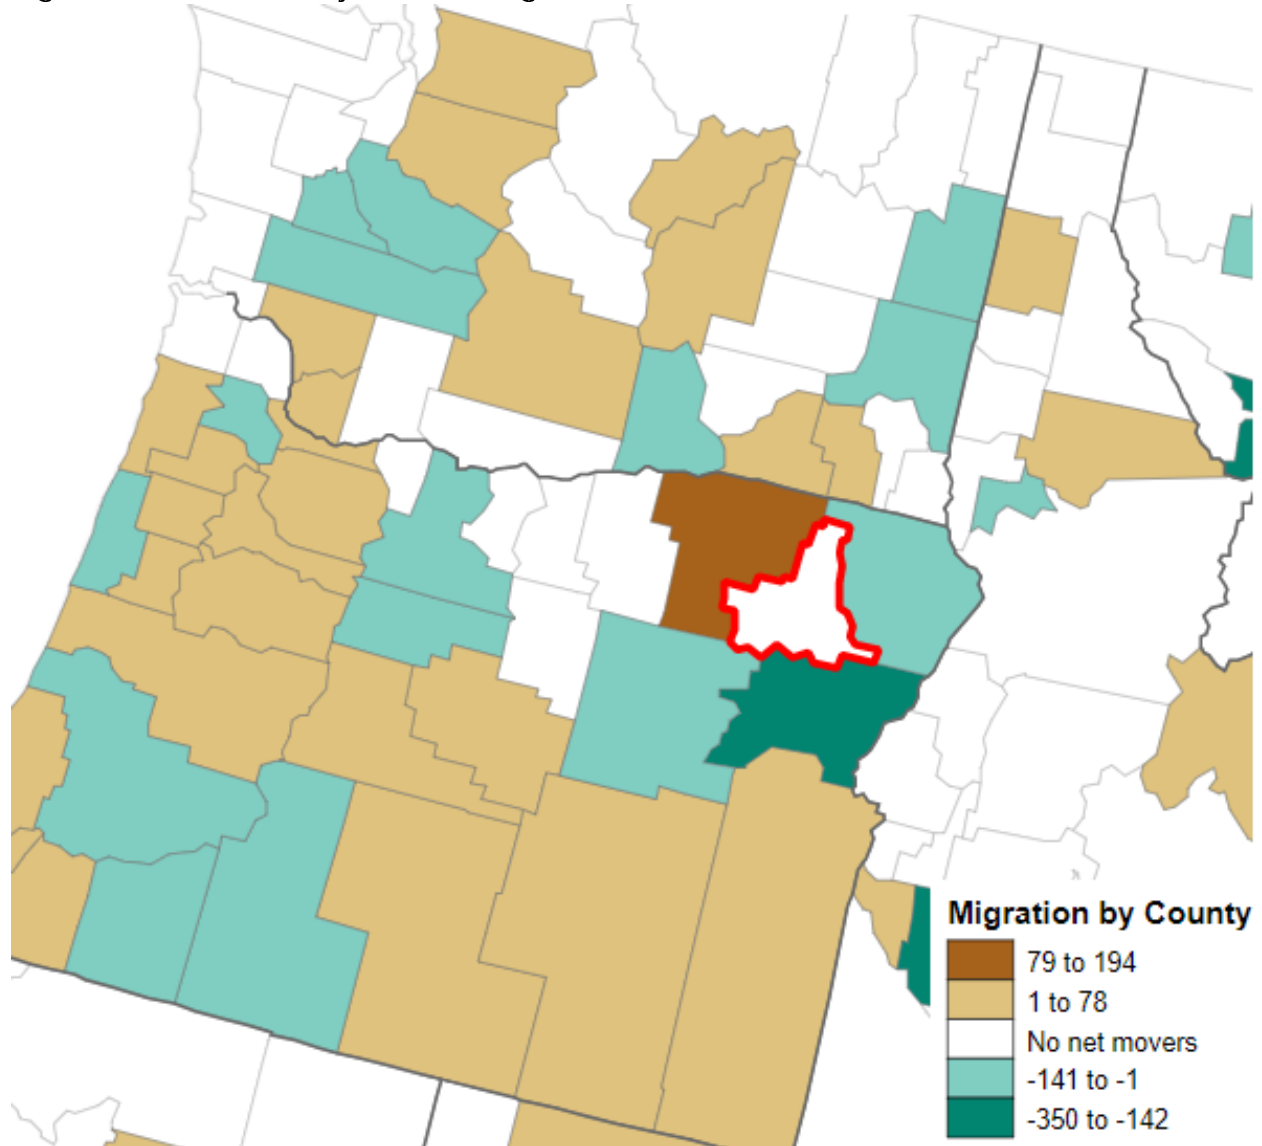 Migration by County
79 to 194
1 to 78
No net movers
-141 to -1
-350 to -142